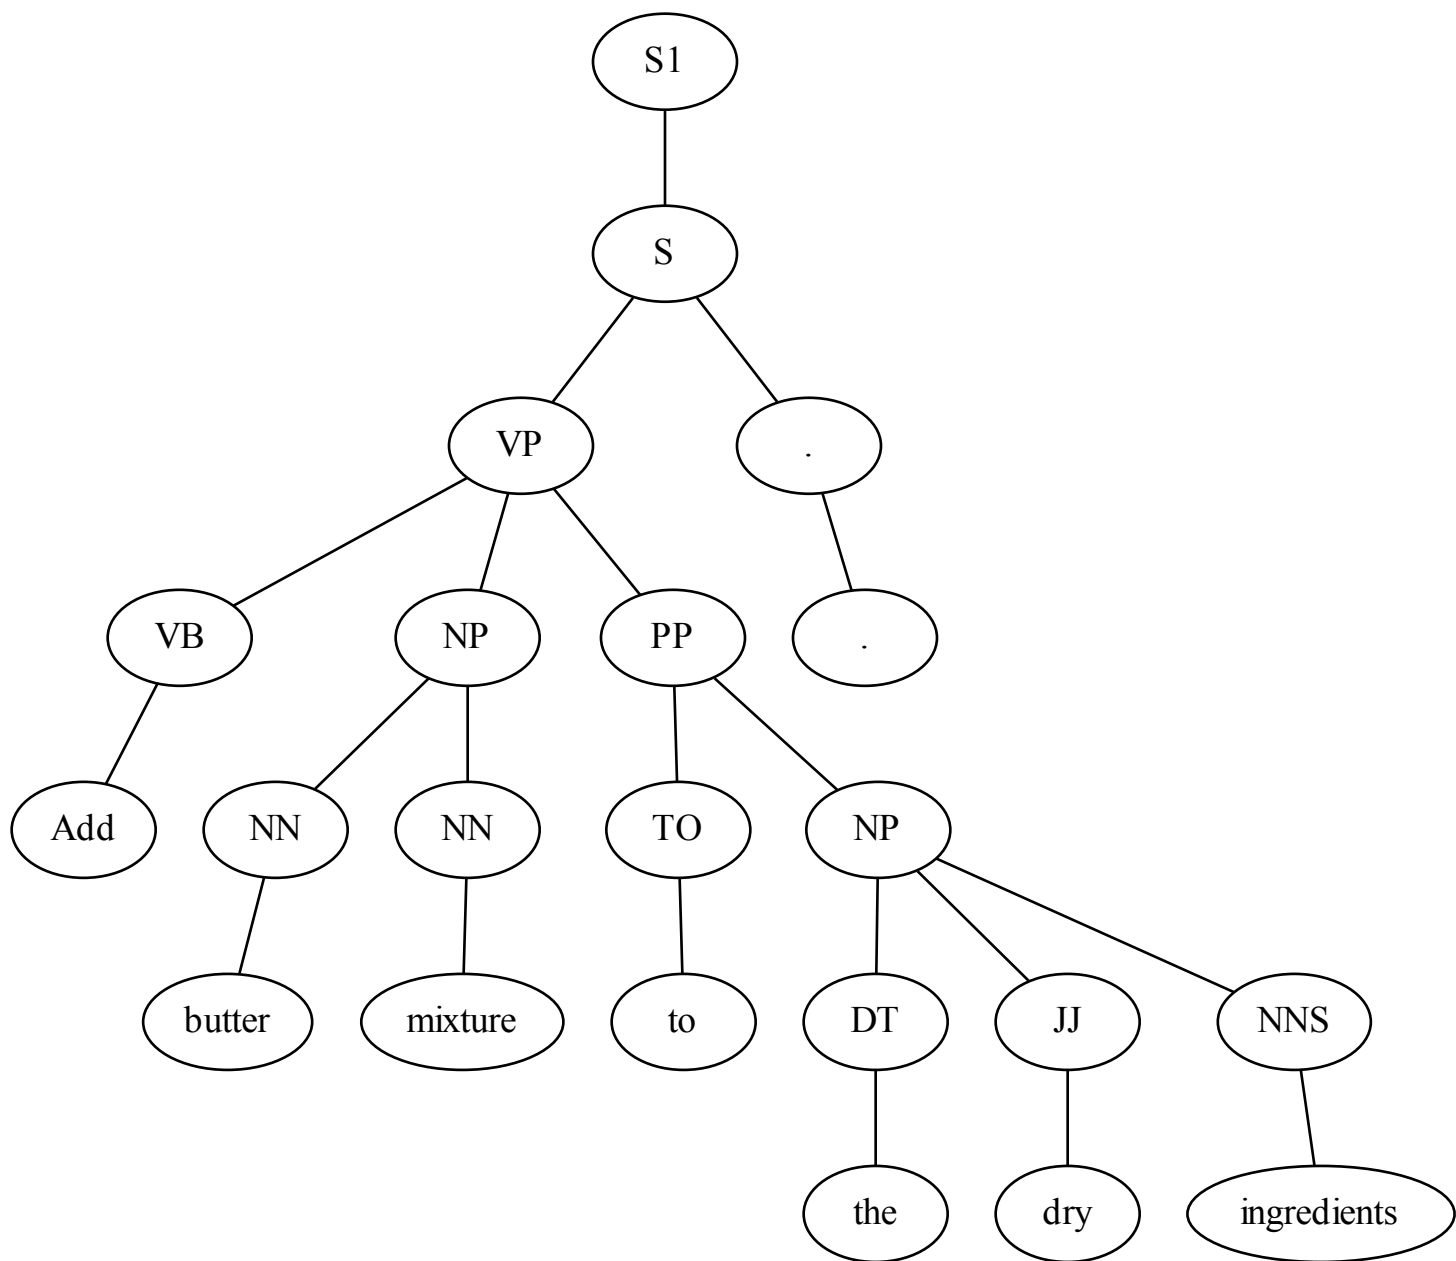 S1
S
VP .
VB NP PP .
Add NN NN TO NP
butter mixture to DT JJ NNS
the dry ingredients